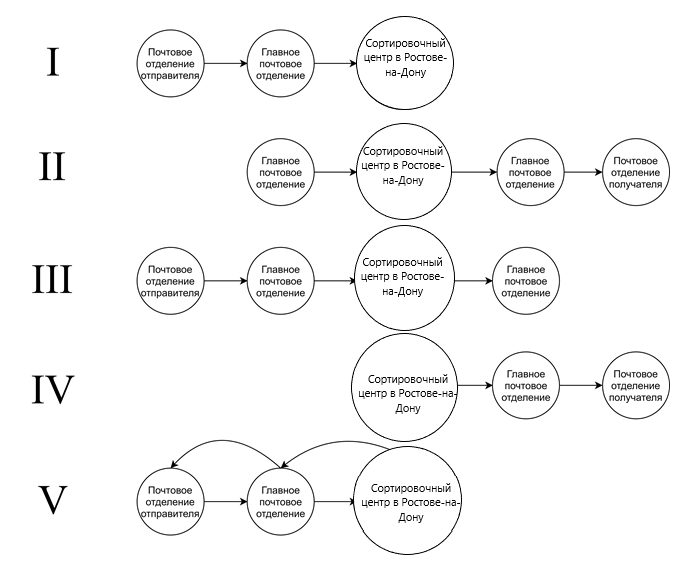 I
Почтовое
отделение
отправителя
Главное
почтовое
отделение
Сортировочный
центр в Ростове-
на-Дону
II
Главное
почтовое
отделение
Сортировочный
центр в Ростове-
на-Дону
Главное
почтовое
отделение
Почтовое
отделение
получателя
III
Почтовое
отделение
отправителя
Главное
почтовое
отделение
Сортировочный
центр в Ростове-
на-Дону
Главное
почтовое
отделение
IV
Сортировочный
центр в Ростове-на-
Дону
Главное
почтовое
отделение
Почтовое
отделение
получателя
V
Почтовое
отделение
отправителя
Главное
почтовое
отделение
Сортировочный
центр в Ростове-на-
Дону